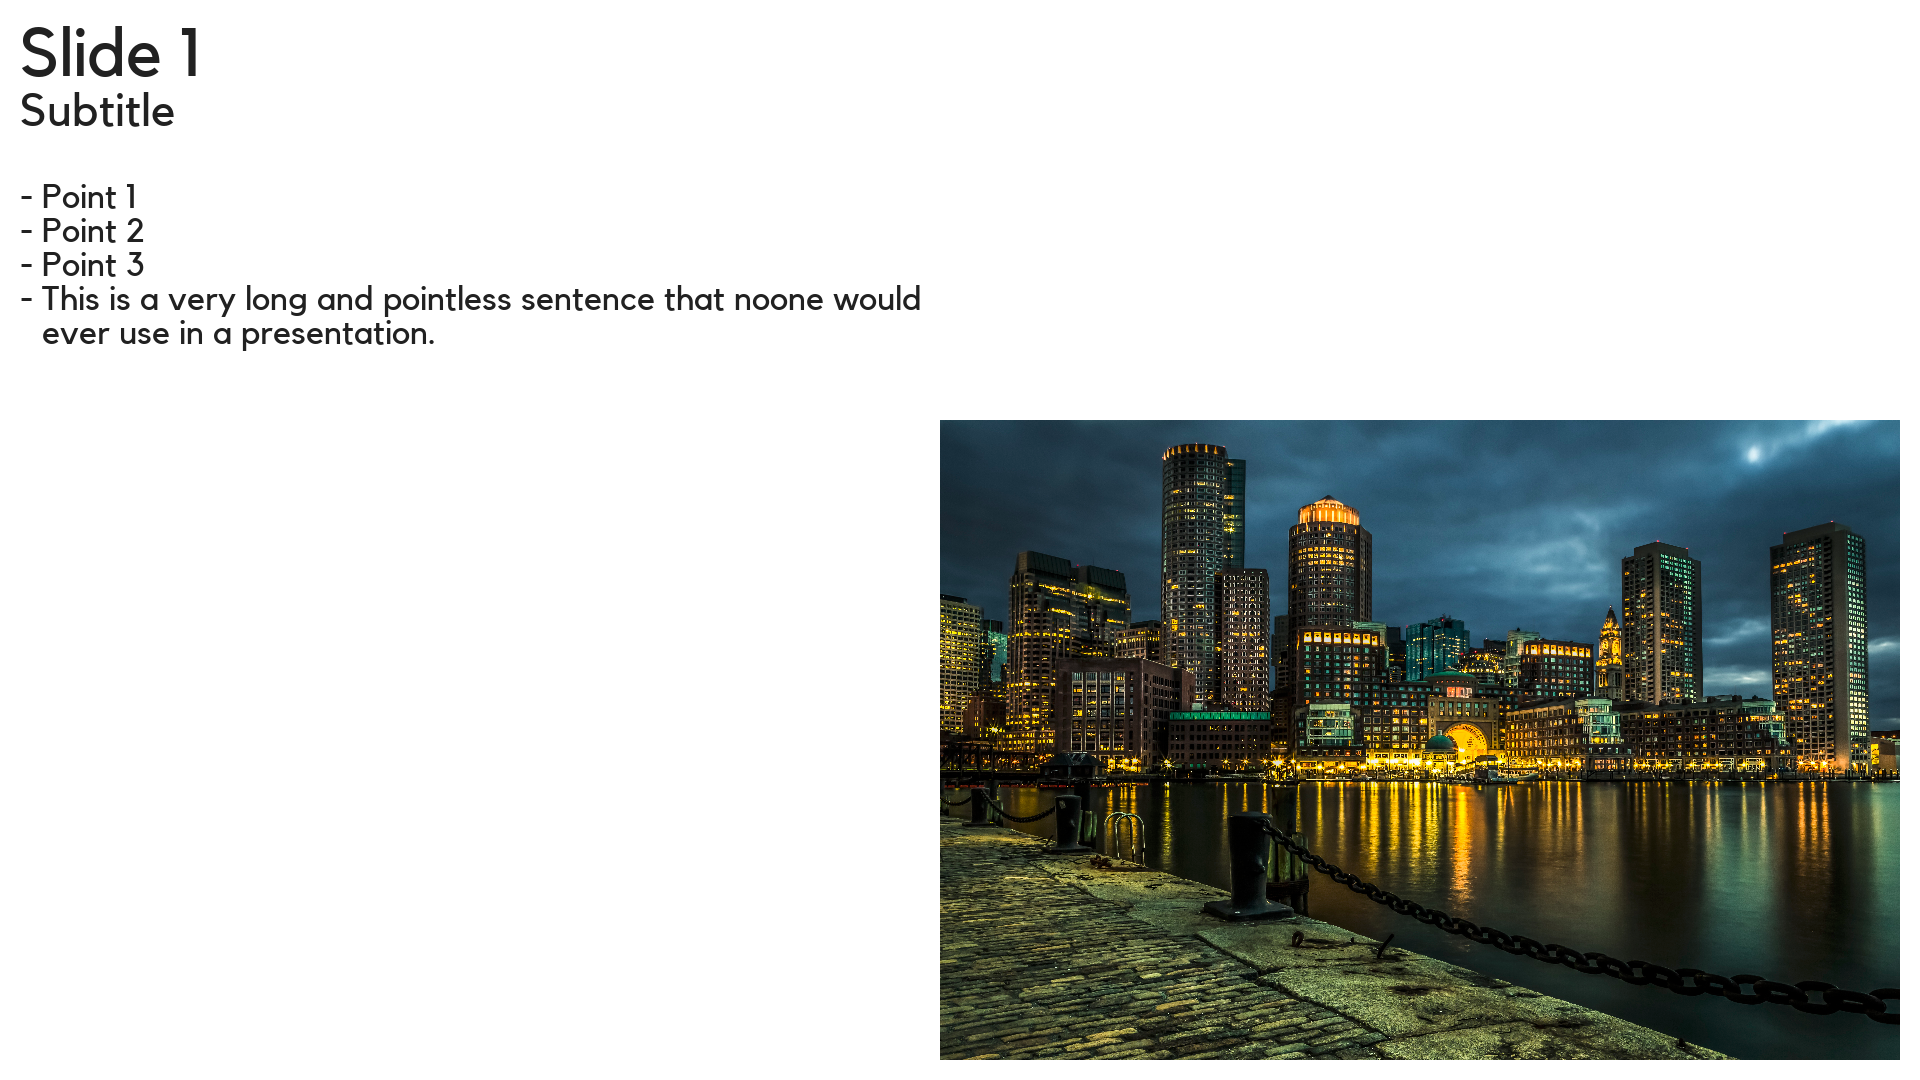 Slide 1
Subtitle
- Point 1
- Point 2
- Point 3
- This is a very long and pointless sentence that noone would
ever use in a presentation.